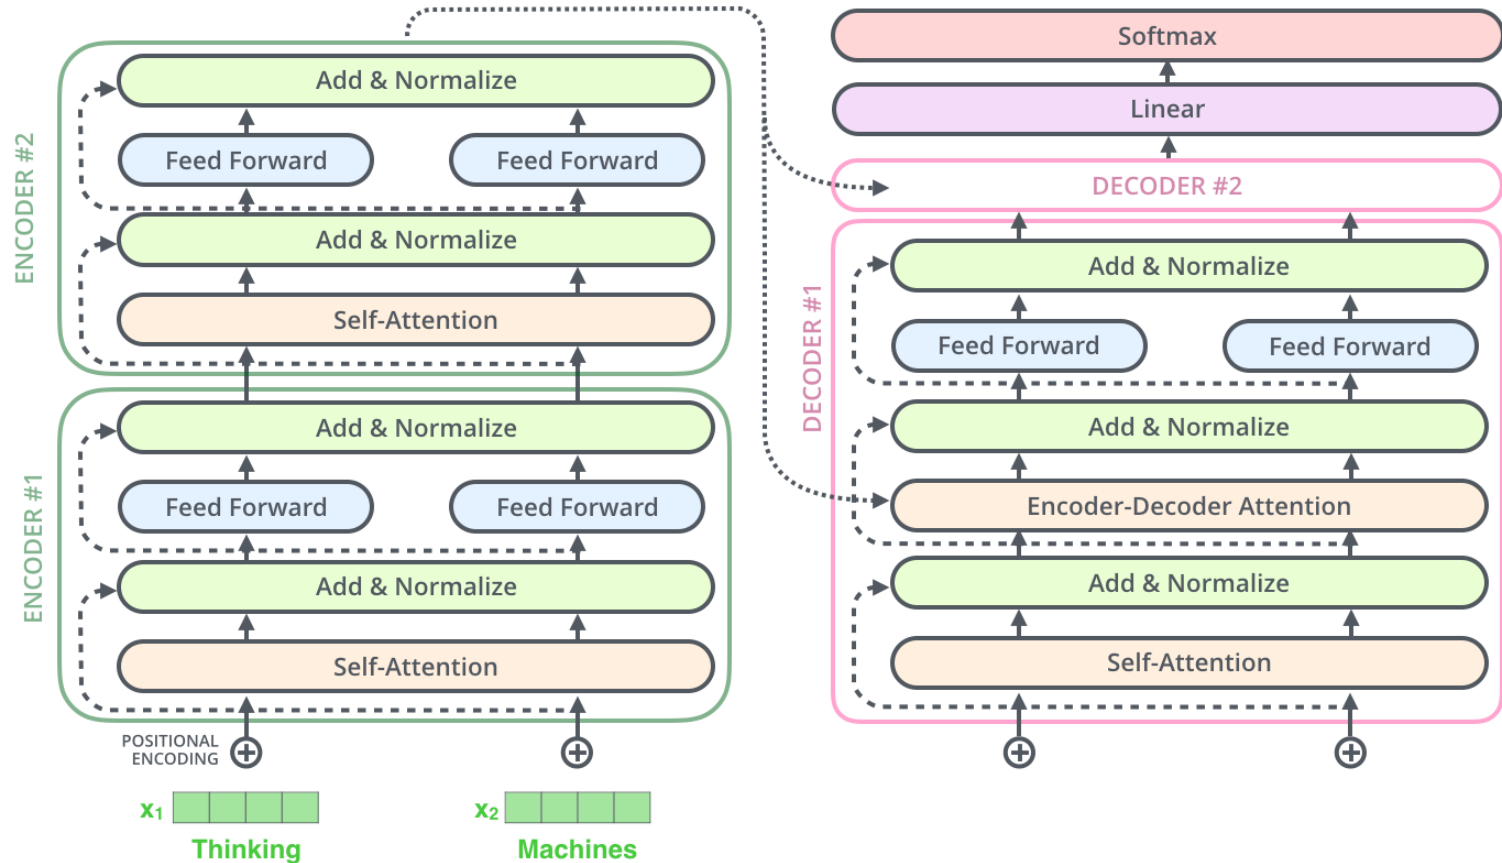 ENCODER #2
Add & Normalize
Feed Forward
Feed Forward
Add & Normalize
Self-Attention
ENCODER #1
Add & Normalize
Feed Forward
Feed Forward
Add & Normalize
Self-Attention
POSITIONAL
ENCODING
x₁
x₂
Thinking
Machines
Softmax
Linear
DECODER #2
DECODER #1
Add & Normalize
Feed Forward
Feed Forward
Add & Normalize
Encoder-Decoder Attention
Add & Normalize
Self-Attention